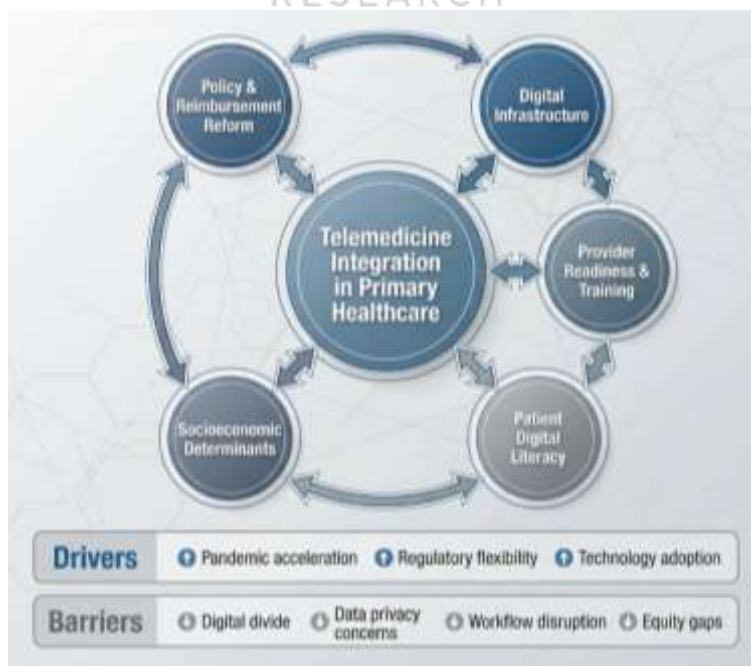 RESEARCH
Policy &
Reimbursement
Reform
Digital
Infrastructure
Telemedicine
Integration
in Primary
Healthcare
Provider
Readiness &
Training
Socioeconomic
Determinants
Patient
Digital
Literacy
Drivers
Pandemic acceleration
Regulatory flexibility
Technology adoption
Barriers
Digital divide
Data privacy
concerns
Workflow disruption
Equity gaps